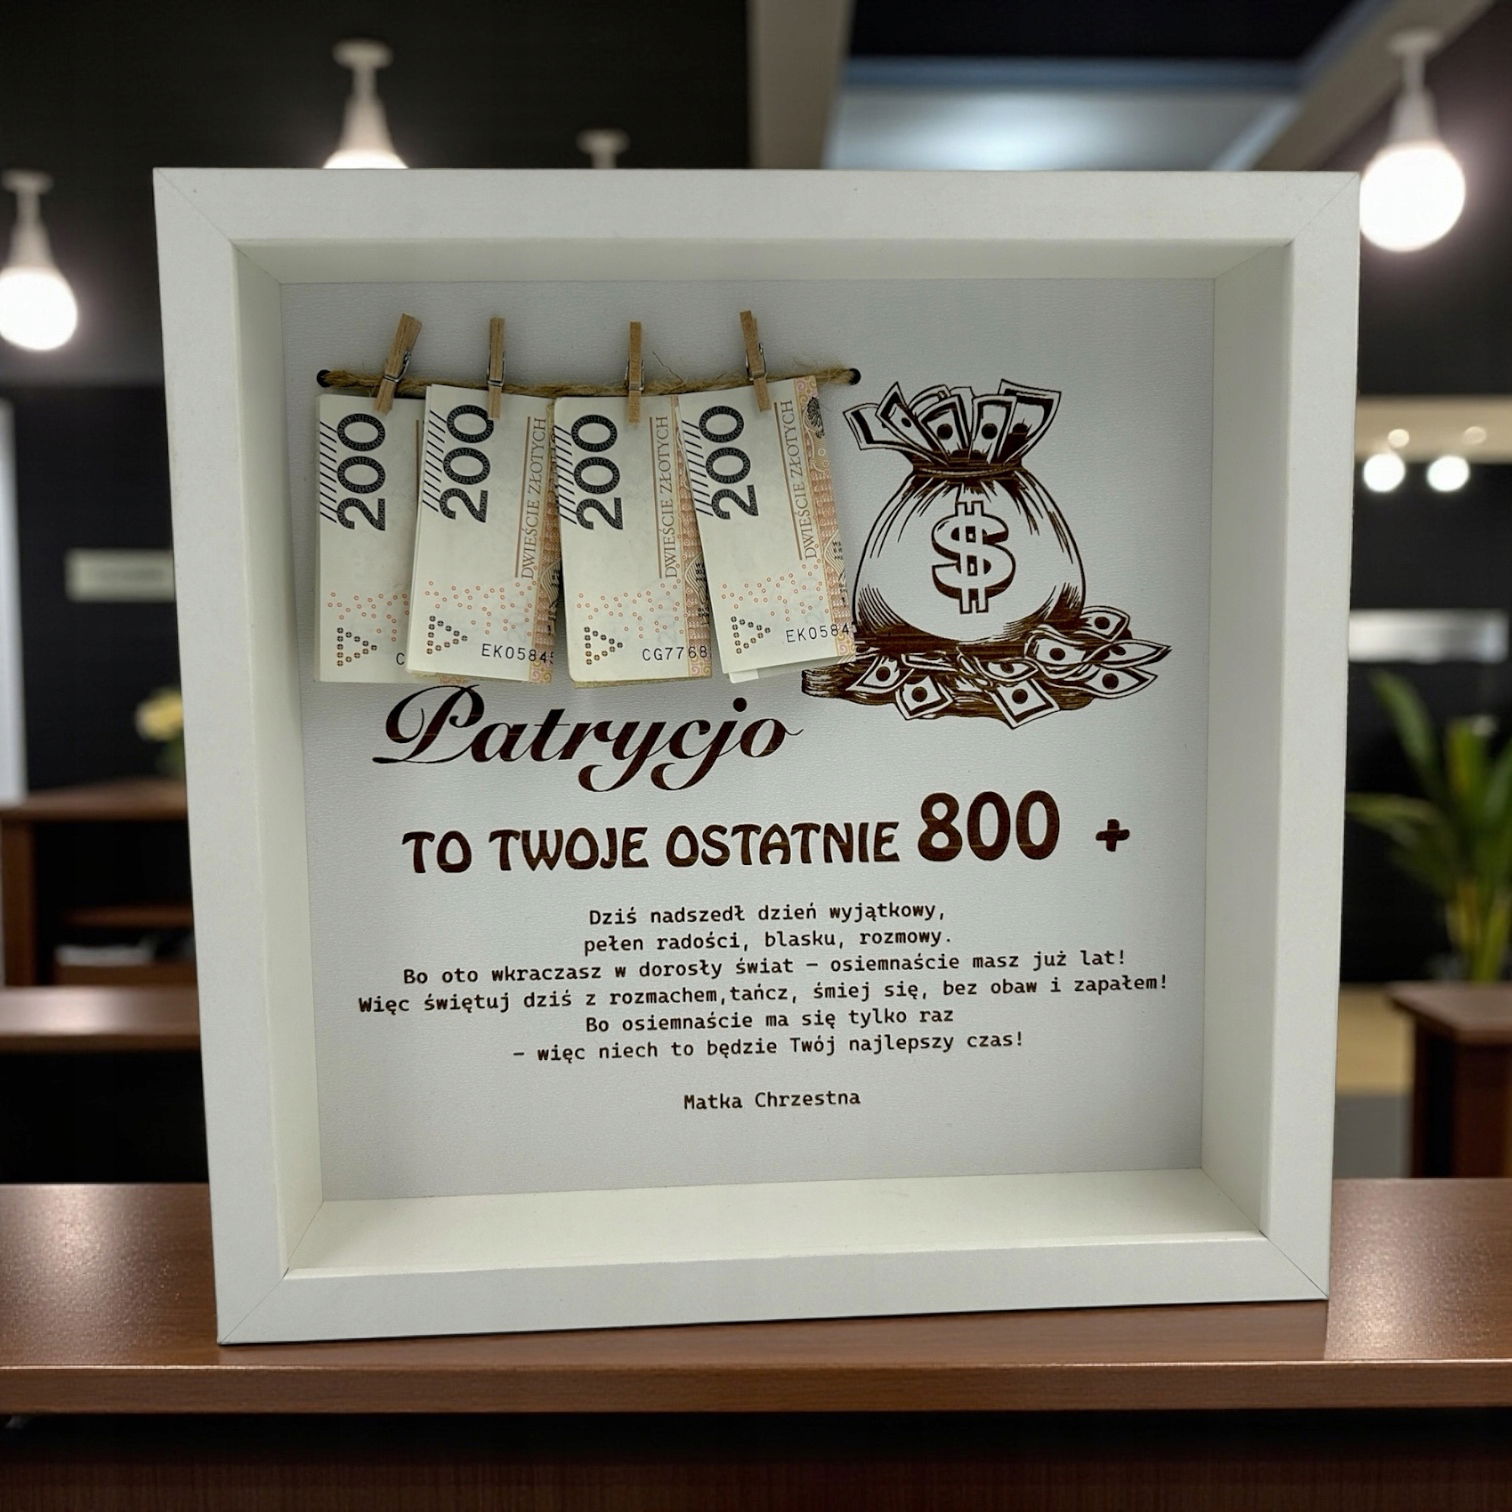 200 200 200 200
DWIEŚCIE ZŁOTYCH DWIEŚCIE ZŁOTYCH DWIEŚCIE ZŁOTYCH
C EK0584 CG7768 EK0584
$
Patrycjo
TO TWOJE OSTATNIE 800 +
Dziś nadszedł dzień wyjątkowy,
pełen radości, blasku, rozmowy.
Bo oto wkraczasz w dorosły świat – osiemnaście masz już lat!
Więc świętuj dziś z rozmachem,tańcz, śmiej się, bez obaw i zapałem!
Bo osiemnaście ma się tylko raz
– więc niech to będzie Twój najlepszy czas!
Matka Chrzestna